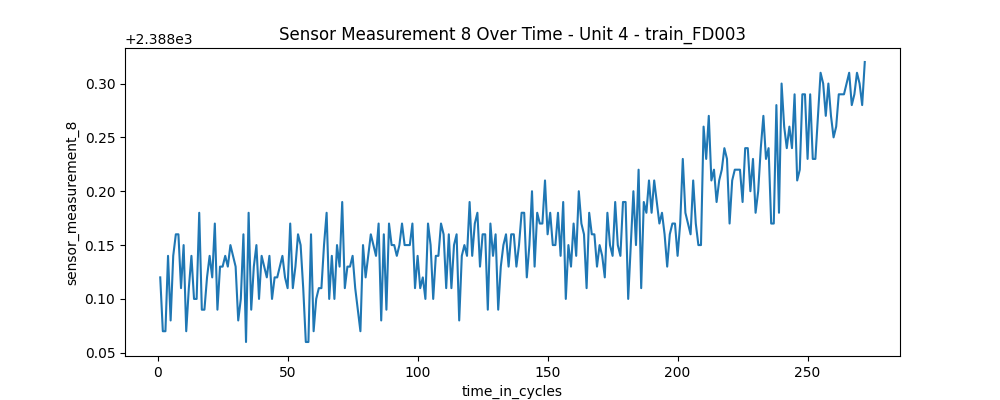 Sensor Measurement 8 Over Time - Unit 4 - train_FD003
+2.388e3
0.30
0.25
0.20
0.15
0.10
0.05
sensor_measurement_8
0 50 100 150 200 250
time_in_cycles